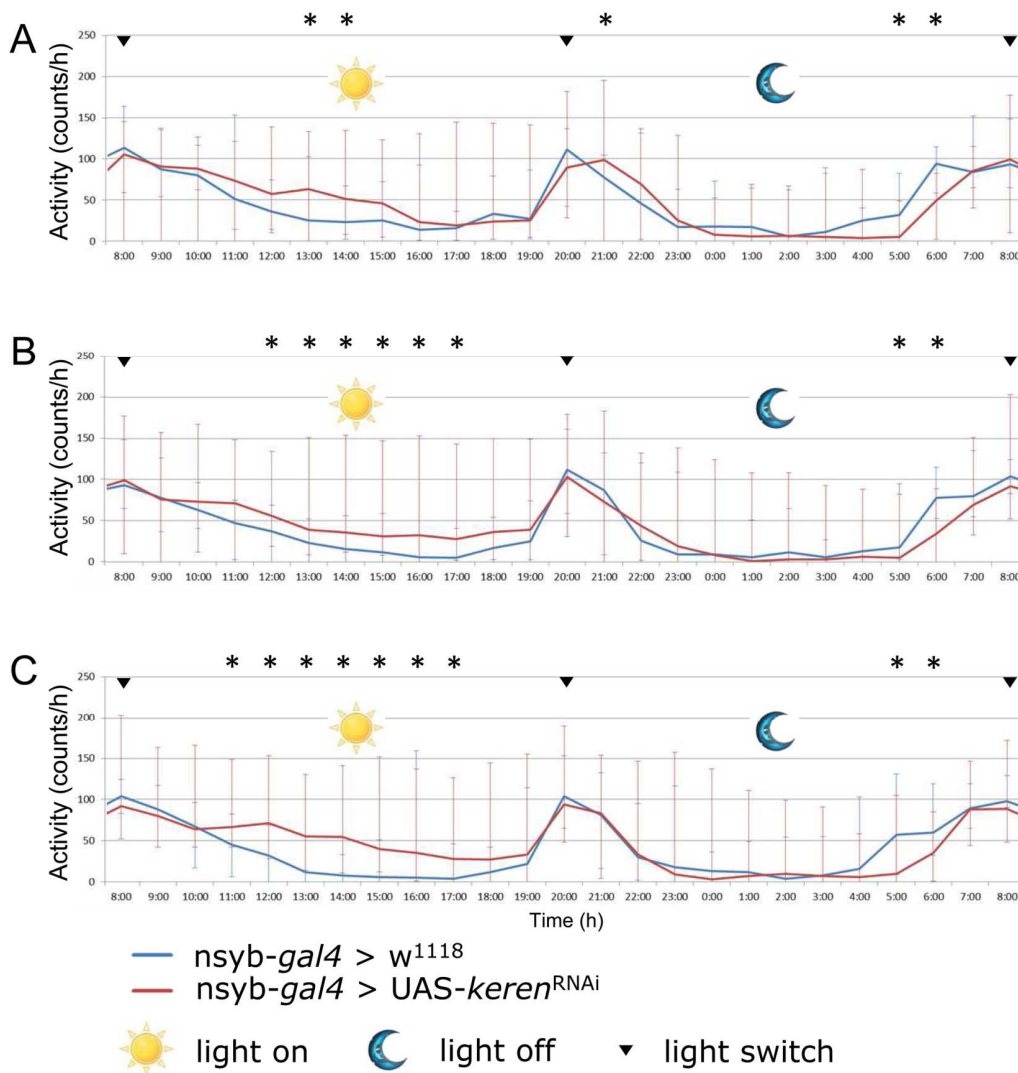 * * * * *
A
Activity (counts/h)
250
200
150
100
50
0
8:00 9:00 10:00 11:00 12:00 13:00 14:00 15:00 16:00 17:00 18:00 19:00 20:00 21:00 22:00 23:00 0:00 1:00 2:00 3:00 4:00 5:00 6:00 7:00 8:00
* * * * * * * *
B
Activity (counts/h)
250
200
150
100
50
0
8:00 9:00 10:00 11:00 12:00 13:00 14:00 15:00 16:00 17:00 18:00 19:00 20:00 21:00 22:00 23:00 0:00 1:00 2:00 3:00 4:00 5:00 6:00 7:00 8:00
* * * * * * * * *
C
Activity (counts/h)
250
200
150
100
50
0
8:00 9:00 10:00 11:00 12:00 13:00 14:00 15:00 16:00 17:00 18:00 19:00 20:00 21:00 22:00 23:00 0:00 1:00 2:00 3:00 4:00 5:00 6:00 7:00 8:00
Time (h)
nsyb-gal4 > w¹¹¹⁸
nsyb-gal4 > UAS-keren^RNAi
light on light off light switch